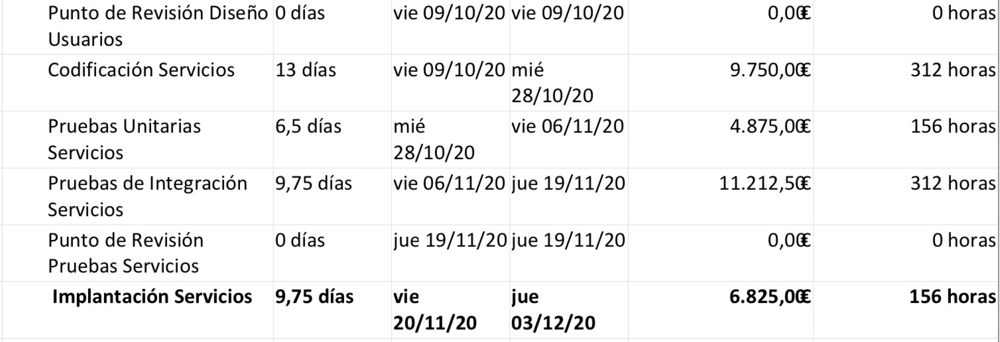 Punto de Revisión Diseño 0 días vie 09/10/20 vie 09/10/20 0,00€ 0 horas
Usuarios
Codificación Servicios 13 días vie 09/10/20 mié 9.750,00€ 312 horas
28/10/20
Pruebas Unitarias 6,5 días mié vie 06/11/20 4.875,00€ 156 horas
Servicios 28/10/20
Pruebas de Integración 9,75 días vie 06/11/20 jue 19/11/20 11.212,50€ 312 horas
Servicios
Punto de Revisión 0 días jue 19/11/20 jue 19/11/20 0,00€ 0 horas
Pruebas Servicios
Implantación Servicios 9,75 días vie jue 6.825,00€ 156 horas
20/11/20 03/12/20